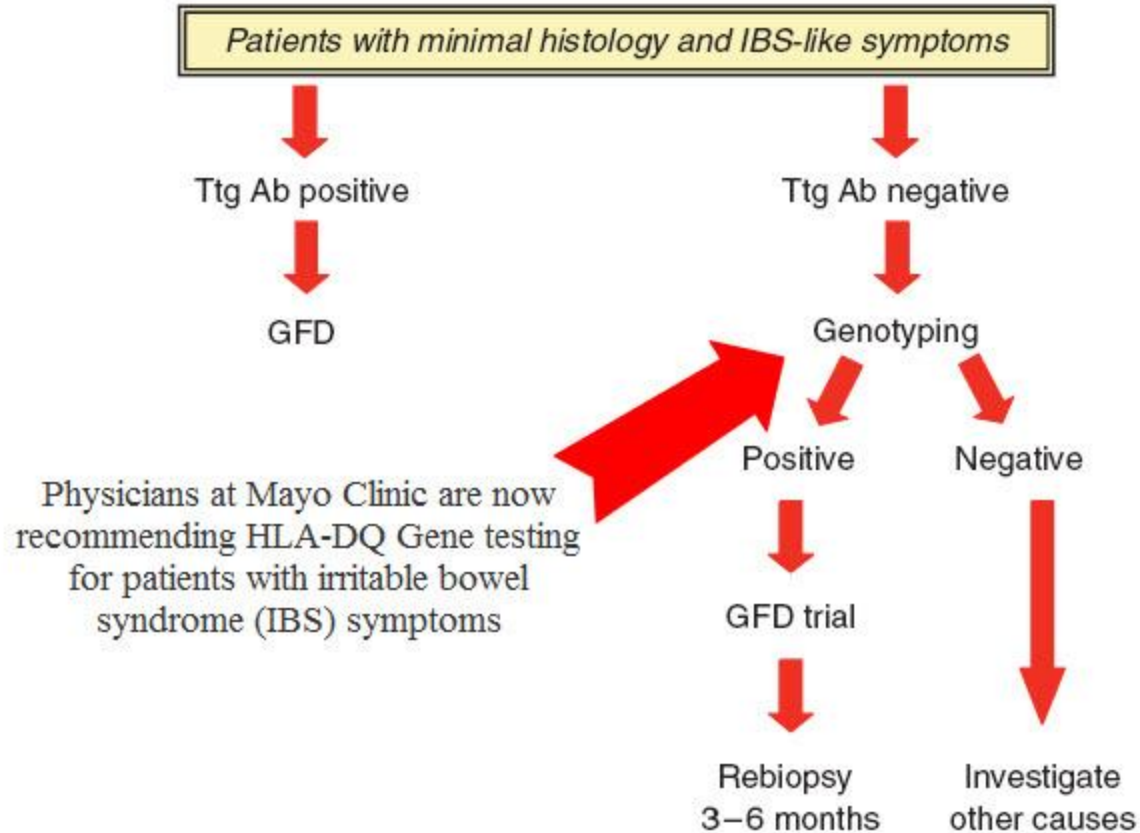 Patients with minimal histology and IBS-like symptoms
Ttg Ab positive
Ttg Ab negative
GFD
Genotyping
Physicians at Mayo Clinic are now
recommending HLA-DQ Gene testing
for patients with irritable bowel
syndrome (IBS) symptoms
Positive
Negative
GFD trial
Rebiopsy
3–6 months
Investigate
other causes